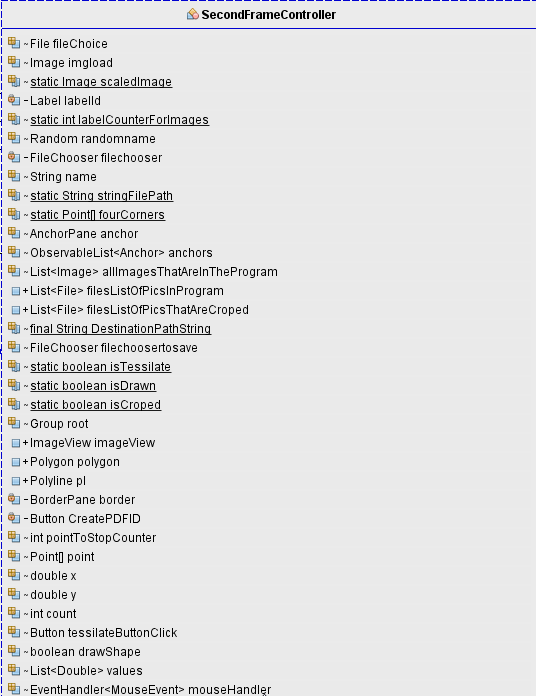 SecondFrameController
~ File fileChoice
~ Image imgload
~ static Image scaledImage
- Label labelId
~ static int labelCounterForImages
~ Random randomname
- FileChooser filechooser
~ String name
~ static String stringFilePath
~ static Point[] fourCorners
~ AnchorPane anchor
~ ObservableList<Anchor> anchors
~ List<Image> allImagesThatAreInTheProgram
+ List<File> filesListOfPicsInProgram
+ List<File> filesListOfPicsThatAreCroped
~ final String DestinationPathString
~ FileChooser filechoosertosave
~ static boolean isTessilate
~ static boolean isDrawn
~ static boolean isCroped
~ Group root
+ ImageView imageView
+ Polygon polygon
+ Polyline pl
- BorderPane border
- Button CreatePDFID
~ int pointToStopCounter
~ Point[] point
~ double x
~ double y
~ int count
~ Button tessilateButtonClick
~ boolean drawShape
~ List<Double> values
~ EventHandler<MouseEvent> mouseHandler